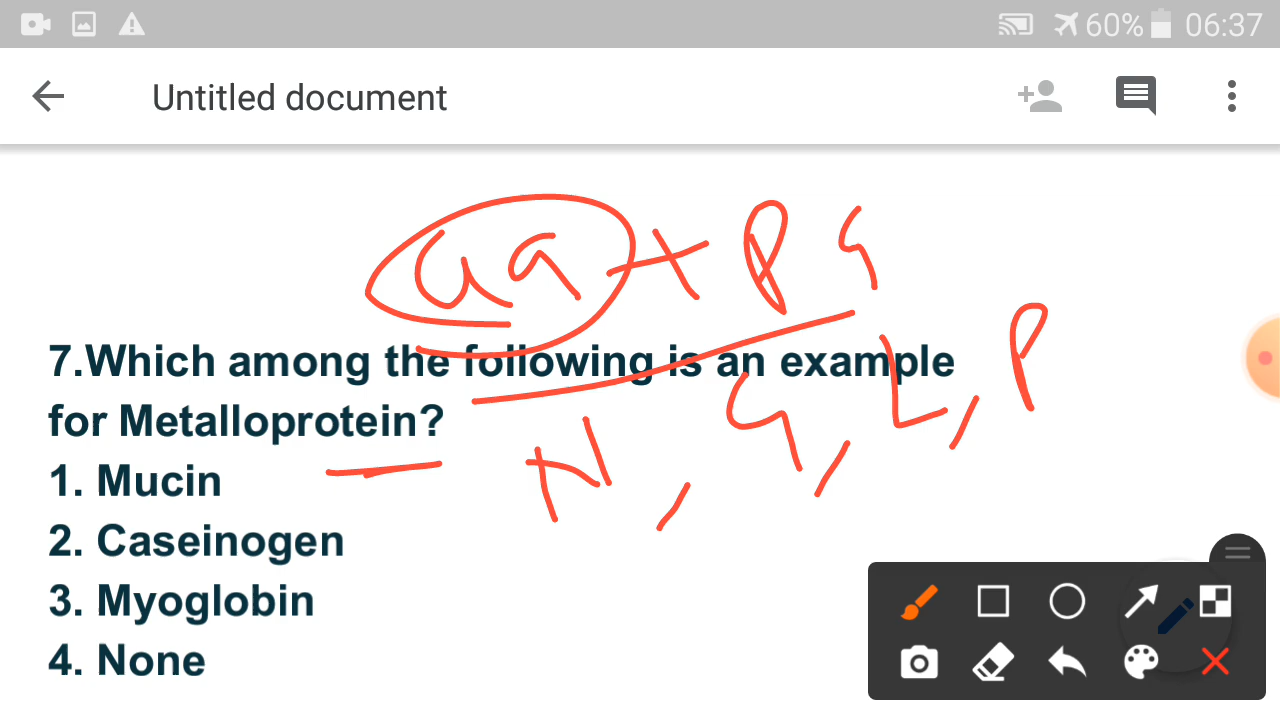 60% 06:37
Untitled document
aa + P G
7.Which among the following is an example
for Metalloprotein?
N, G, L, P
1. Mucin
2. Caseinogen
3. Myoglobin
4. None